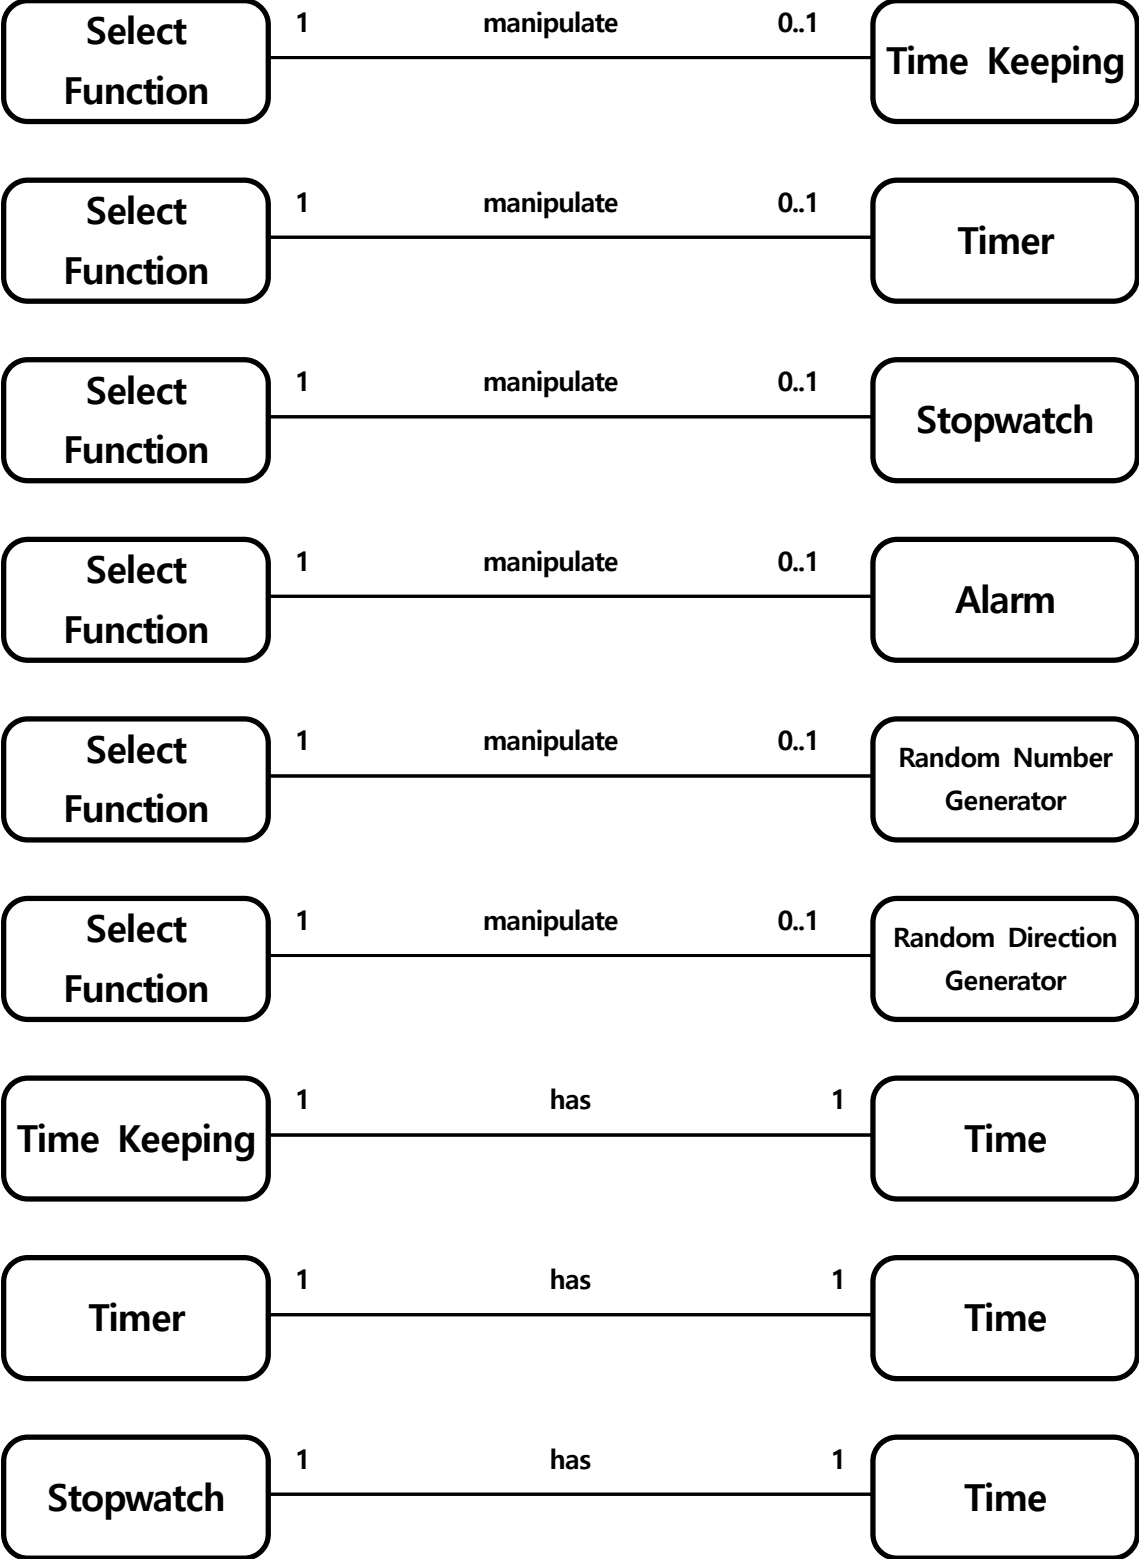 1 manipulate 0..1
Select
Function
Time Keeping
1 manipulate 0..1
Select
Function
Timer
1 manipulate 0..1
Select
Function
Stopwatch
1 manipulate 0..1
Select
Function
Alarm
1 manipulate 0..1
Select
Function
Random Number
Generator
1 manipulate 0..1
Select
Function
Random Direction
Generator
1 has 1
Time Keeping
Time
1 has 1
Timer
Time
1 has 1
Stopwatch
Time